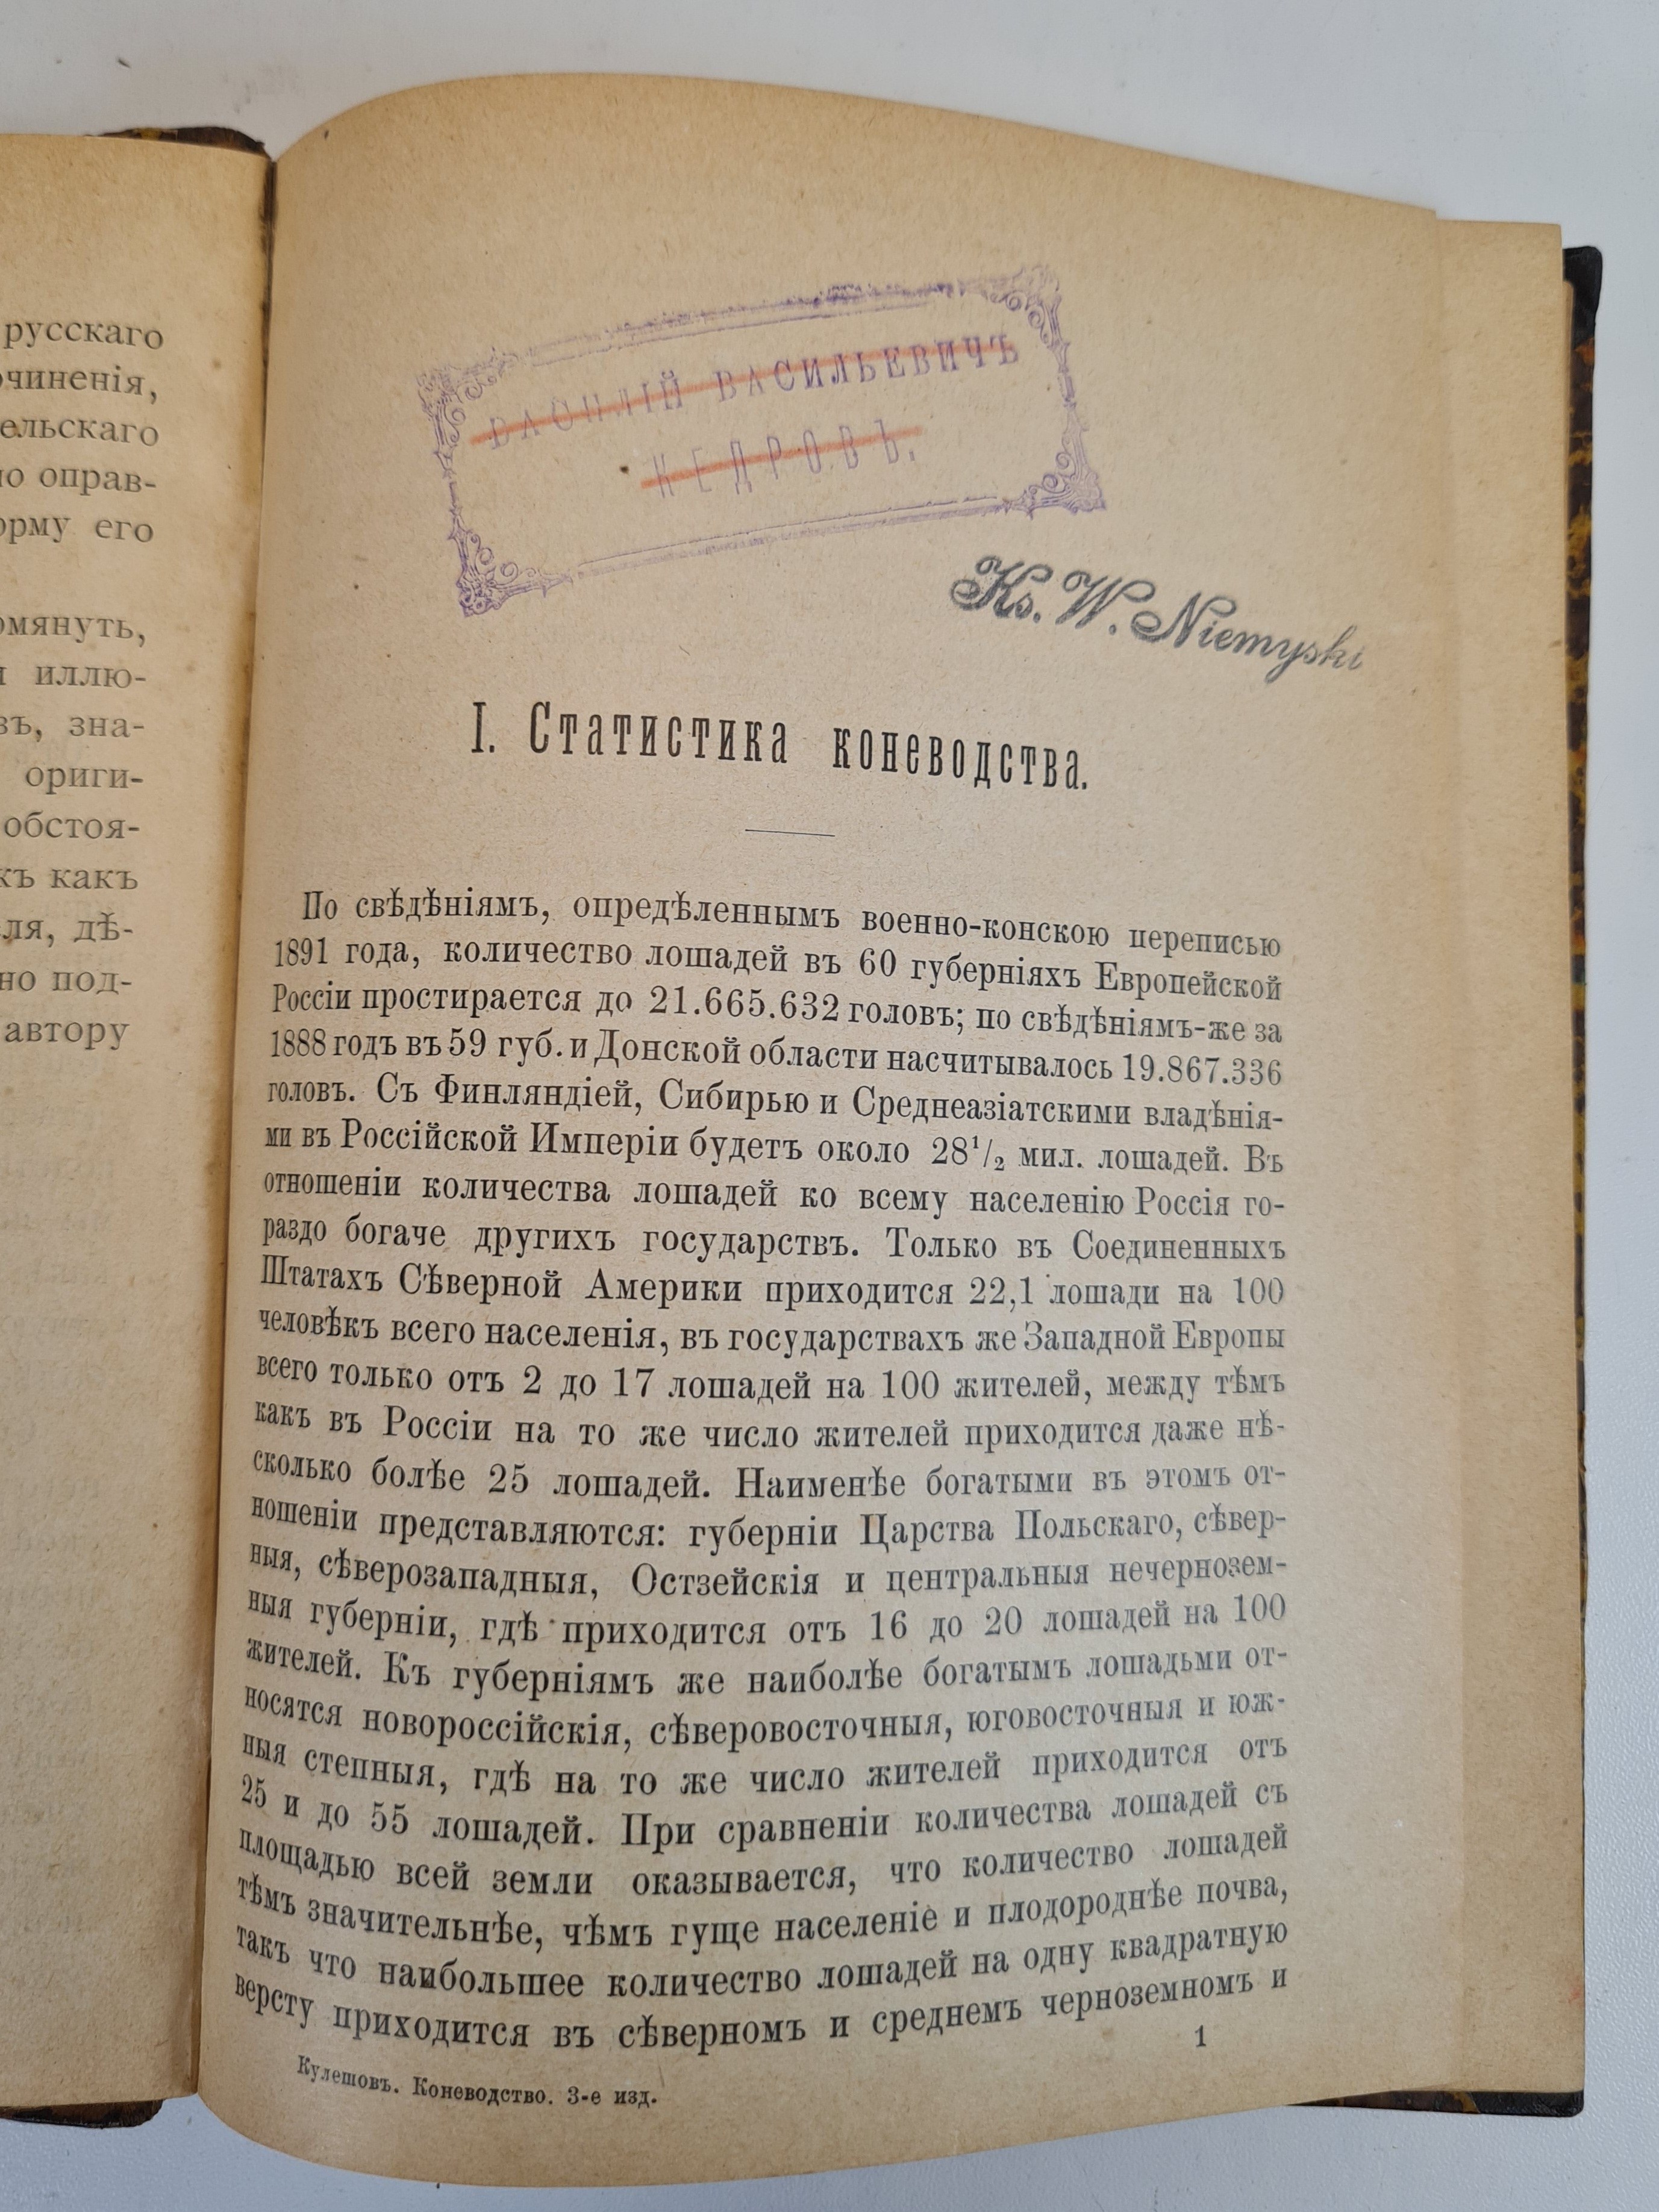 русскаго
очиненія,
ельскаго
но оправ-
орму его
омянуть,
и иллю-
въ, зна-
ориги-
обстоя-
къ какъ
ля, дѣ-
но под-
автору
ВАСИЛІЙ ВАСИЛЬЕВИЧЪ
КЕДРОВЪ.
Ks. W. Niemyski
I. Статистика коневодства.
По свѣдѣніямъ, опредѣленнымъ военно-конскою переписью
1891 года, количество лошадей въ 60 губерніяхъ Европейской
Россіи простирается до 21.665.632 головъ; по свѣдѣніямъ-же за
1888 годъ въ 59 губ. и Донской области насчитывалось 19.867.336
головъ. Съ Финляндіей, Сибирью и Среднеазіатскими владѣнія-
ми въ Россійской Имперіи будетъ около 28¹/₂ мил. лошадей. Въ
отношеніи количества лошадей ко всему населенію Россія го-
раздо богаче другихъ государствъ. Только въ Соединенныхъ
Штатахъ Сѣверной Америки приходится 22,1 лошади на 100
человѣкъ всего населенія, въ государствахъ же Западной Европы
всего только отъ 2 до 17 лошадей на 100 жителей, между тѣмъ
какъ въ Россіи на то же число жителей приходится даже нѣ-
сколько болѣе 25 лошадей. Наименѣе богатыми въ этомъ от-
ношеніи представляются: губерніи Царства Польскаго, сѣвер-
ныя, сѣверозападныя, Остзейскія и центральныя нечернозем-
ныя губерніи, гдѣ приходится отъ 16 до 20 лошадей на 100
жителей. Къ губерніямъ же наиболѣе богатымъ лошадьми от-
носятся новороссійскія, сѣверовосточныя, юговосточныя и юж-
ныя степныя, гдѣ на то же число жителей приходится отъ
25 и до 55 лошадей. При сравненіи количества лошадей съ
площадью всей земли оказывается, что количество лошадей
тѣмъ значительнѣе, чѣмъ гуще населеніе и плодороднѣе почва,
такъ что наибольшее количество лошадей на одну квадратную
версту приходится въ сѣверномъ и среднемъ черноземномъ и
Кулешовъ. Коневодство. 3-е изд.
1